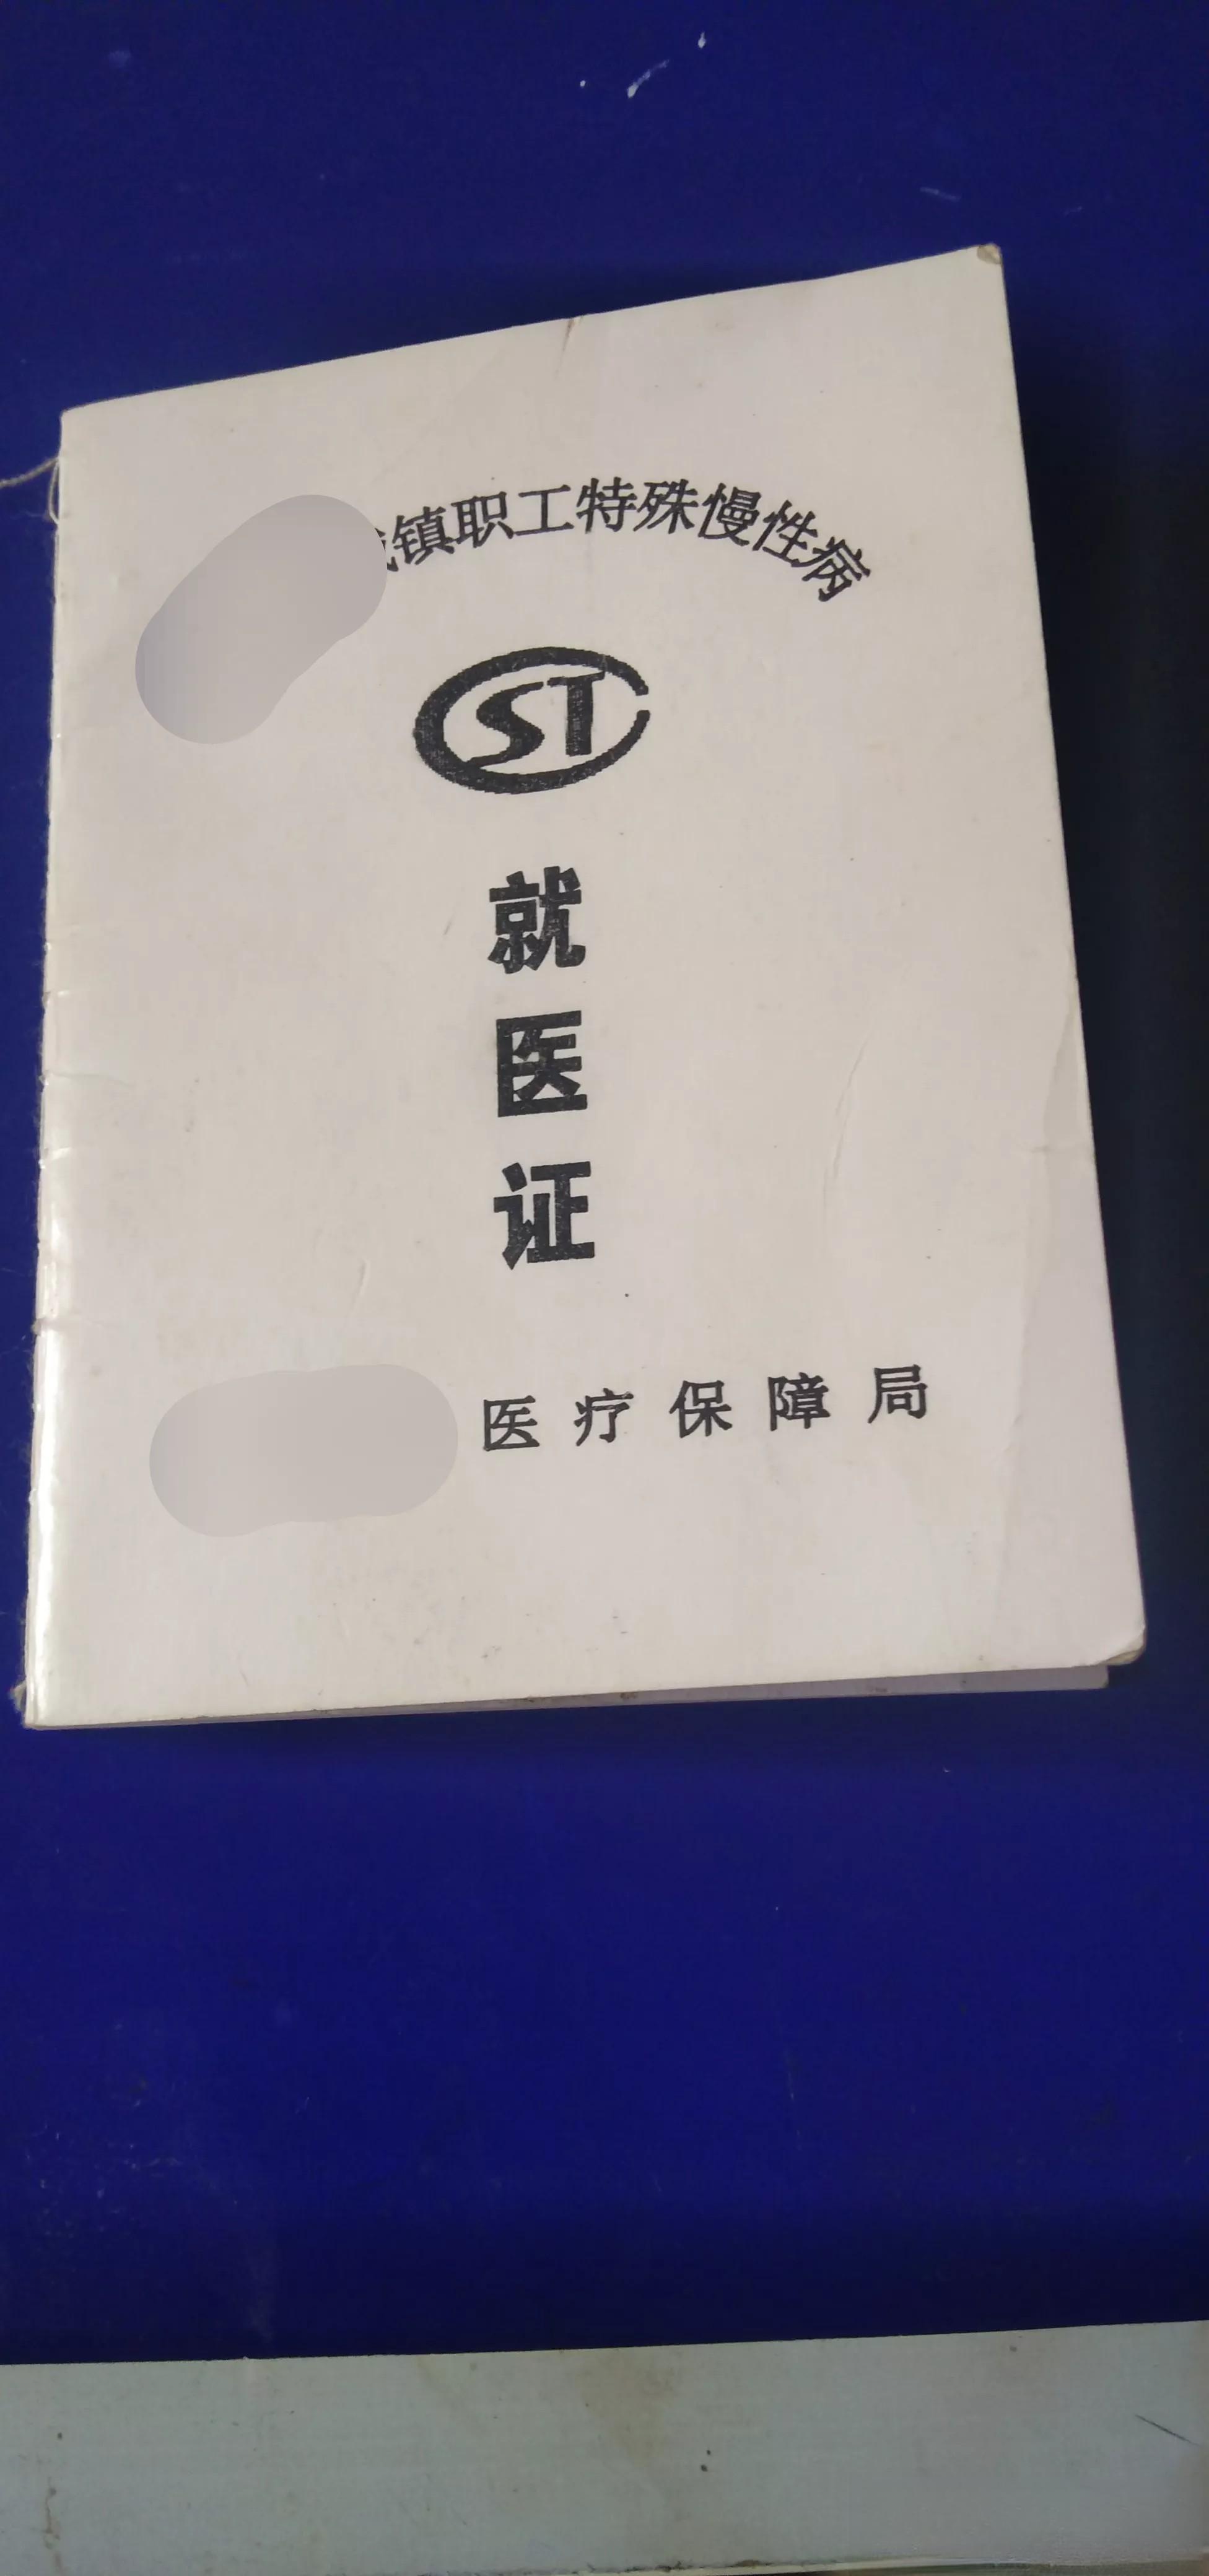 镇职工特殊慢性病
ST
就
医
证
医疗保障局